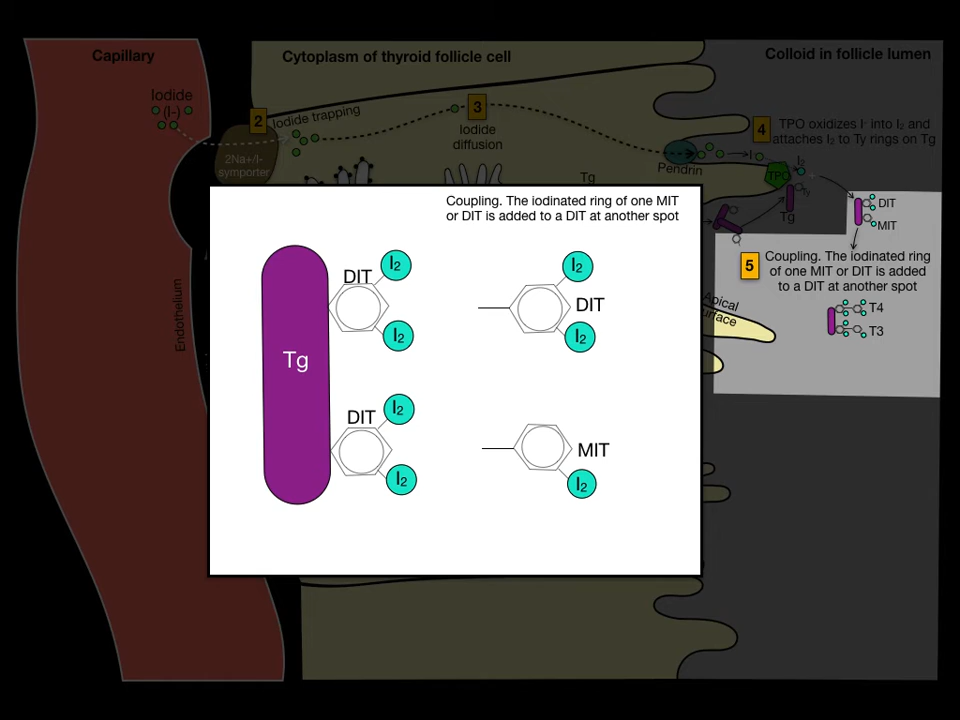 Capillary
Cytoplasm of thyroid follicle cell
Colloid in follicle lumen
Iodide
(I-)
2
Iodide trapping
3
Iodide
diffusion
4
TPO oxidizes I- into I2 and
attaches I2 to Ty rings on Tg
2Na+/I-
symporter
Pendrin
I-
I2
TPO
Tg
Tg
DIT
MIT
Coupling. The iodinated ring of one MIT
or DIT is added to a DIT at another spot
5
Coupling. The iodinated ring
of one MIT or DIT is added
to a DIT at another spot
T4
T3
Endothelium
Apical
surface
Tg
DIT
I2
I2
I2
DIT
I2
DIT
I2
I2
MIT
I2